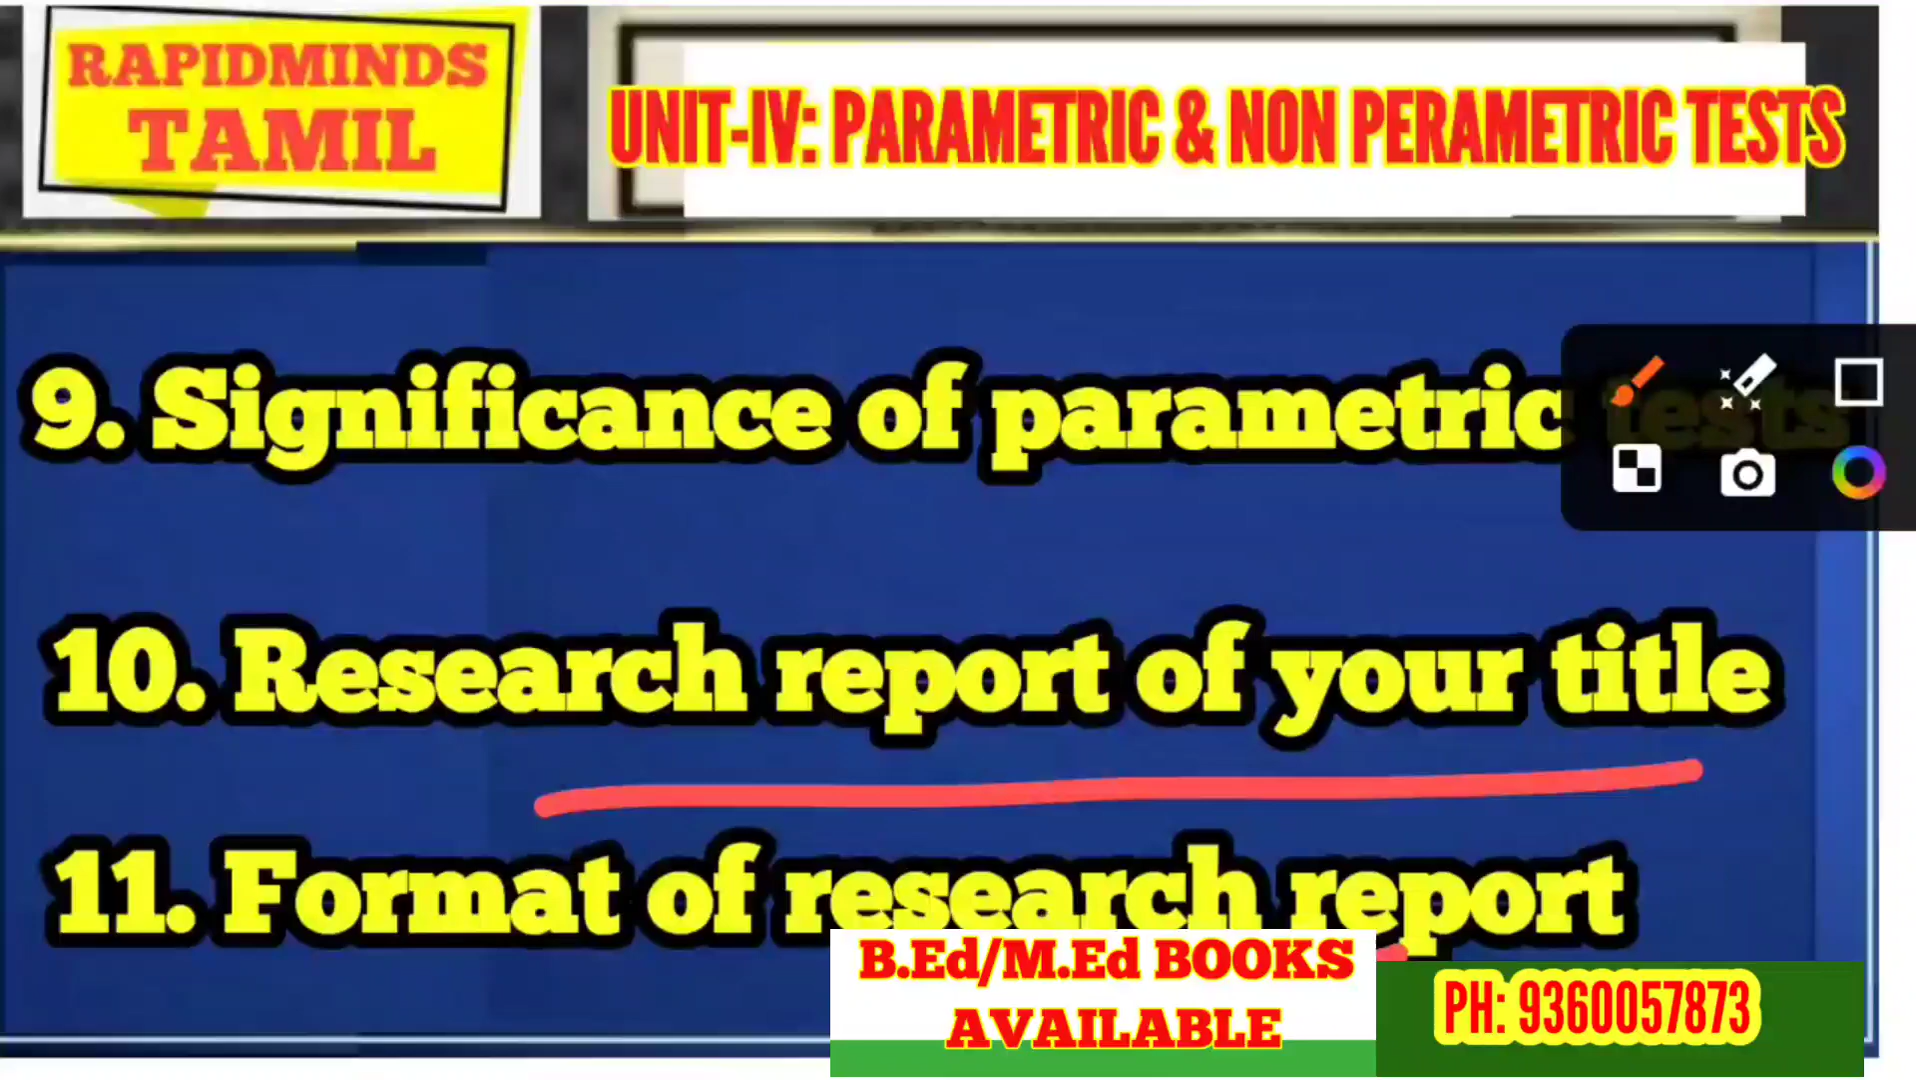 RAPIDMINDS
TAMIL
UNIT-IV: PARAMETRIC & NON PERAMETRIC TESTS
9. Significance of parametric tests
10. Research report of your title
11. Format of research report
B.Ed/M.Ed BOOKS
AVAILABLE
PH: 9360057873